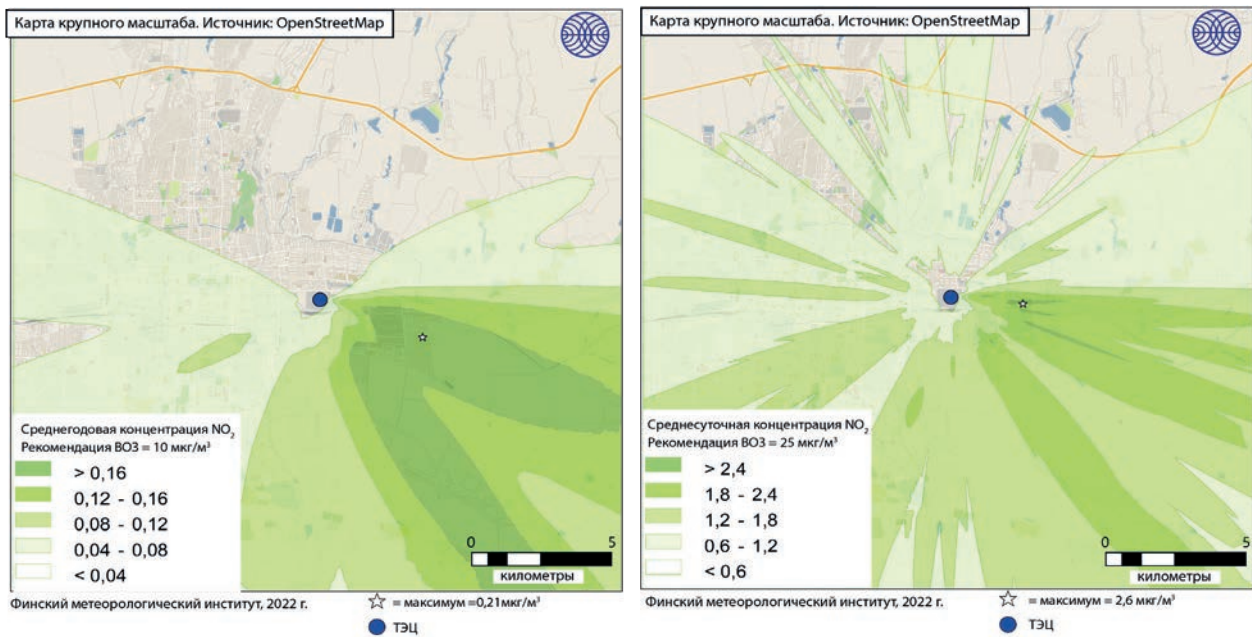 Карта крупного масштаба. Источник: OpenStreetMap
Среднегодовая концентрация NO₂
Рекомендация ВОЗ = 10 мкг/м³
> 0,16
0,12 - 0,16
0,08 - 0,12
0,04 - 0,08
< 0,04
0 5
километры
Финский метеорологический институт, 2022 г.
= максимум =0,21мкг/м³
ТЭЦ
Карта крупного масштаба. Источник: OpenStreetMap
Среднесуточная концентрация NO₂
Рекомендация ВОЗ = 25 мкг/м³
> 2,4
1,8 - 2,4
1,2 - 1,8
0,6 - 1,2
< 0,6
0 5
километры
Финский метеорологический институт, 2022 г.
= максимум = 2,6 мкг/м³
ТЭЦ